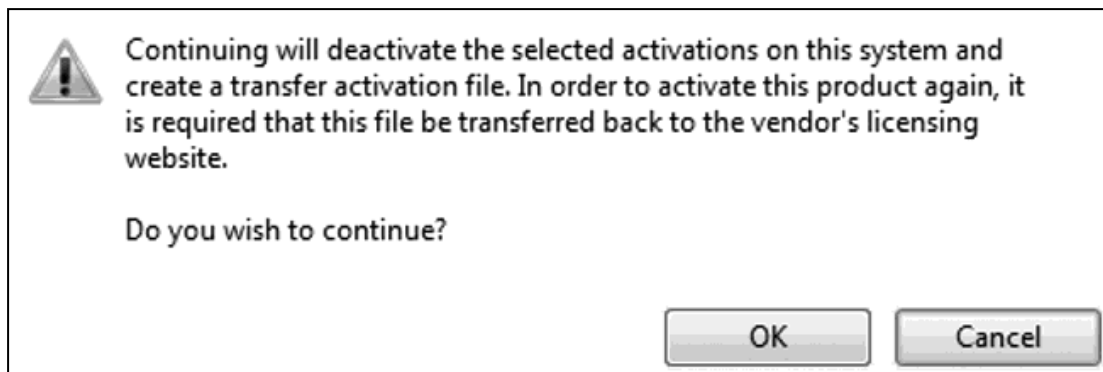 Continuing will deactivate the selected activations on this system and
create a transfer activation file. In order to activate this product again, it
is required that this file be transferred back to the vendor's licensing
website.
Do you wish to continue?
OK
Cancel